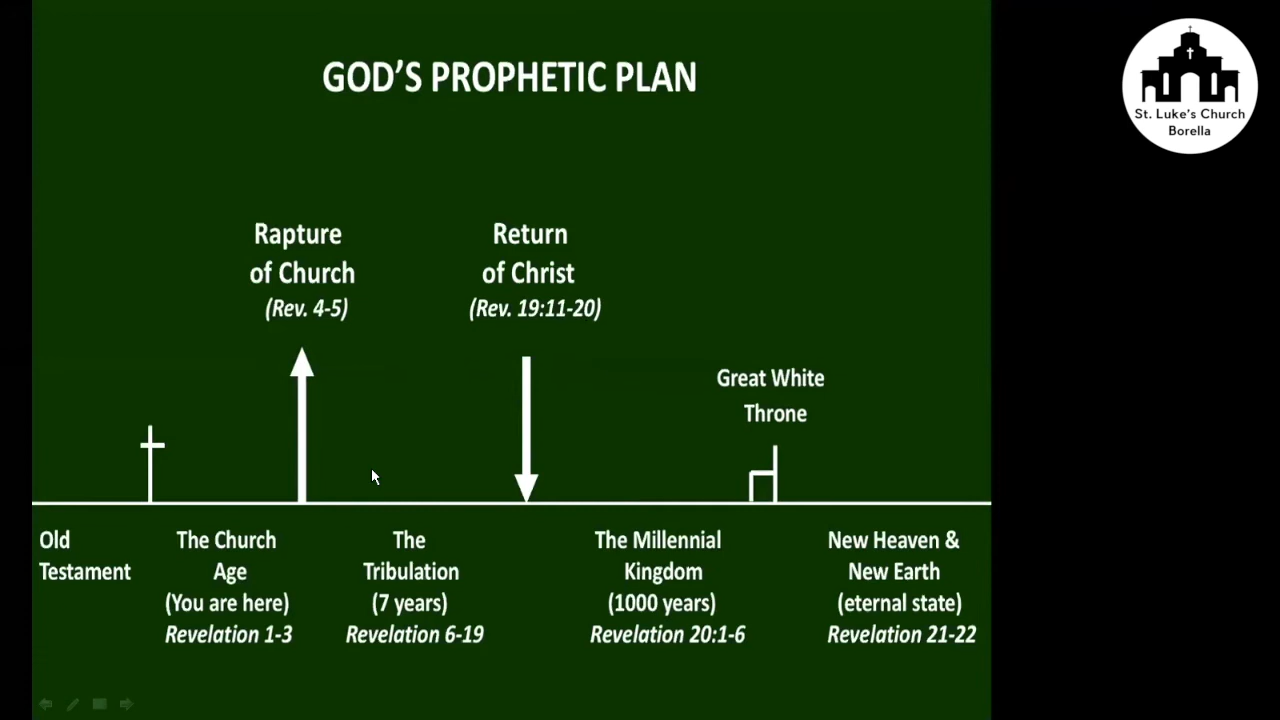 GOD'S PROPHETIC PLAN
St. Luke's Church
Borella
Rapture
of Church
(Rev. 4-5)
Return
of Christ
(Rev. 19:11-20)
Great White
Throne
Old
Testament
The Church
Age
(You are here)
Revelation 1-3
The
Tribulation
(7 years)
Revelation 6-19
The Millennial
Kingdom
(1000 years)
Revelation 20:1-6
New Heaven &
New Earth
(eternal state)
Revelation 21-22